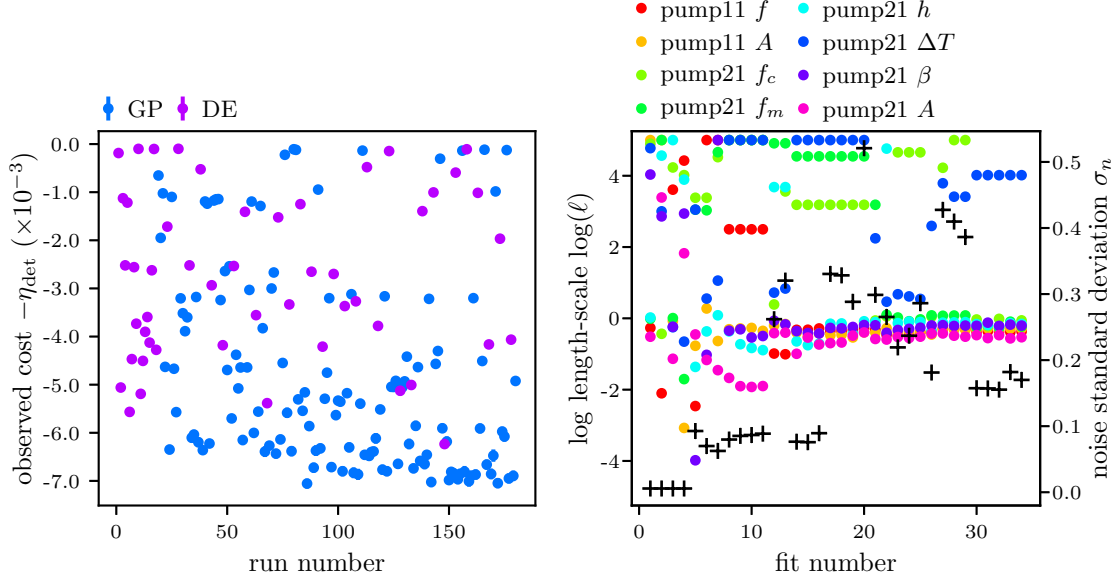 GP DE
0.0
-1.0
-2.0
-3.0
-4.0
-5.0
-6.0
-7.0
observed cost −η_det (×10⁻³)
0 50 100 150
run number
pump11 f pump21 h
pump11 A pump21 ΔT
pump21 f_c pump21 β
pump21 f_m pump21 A
4
2
0
-2
-4
log length-scale log(ℓ)
0.5
0.4
0.3
0.2
0.1
0.0
noise standard deviation σ_n
0 10 20 30
fit number